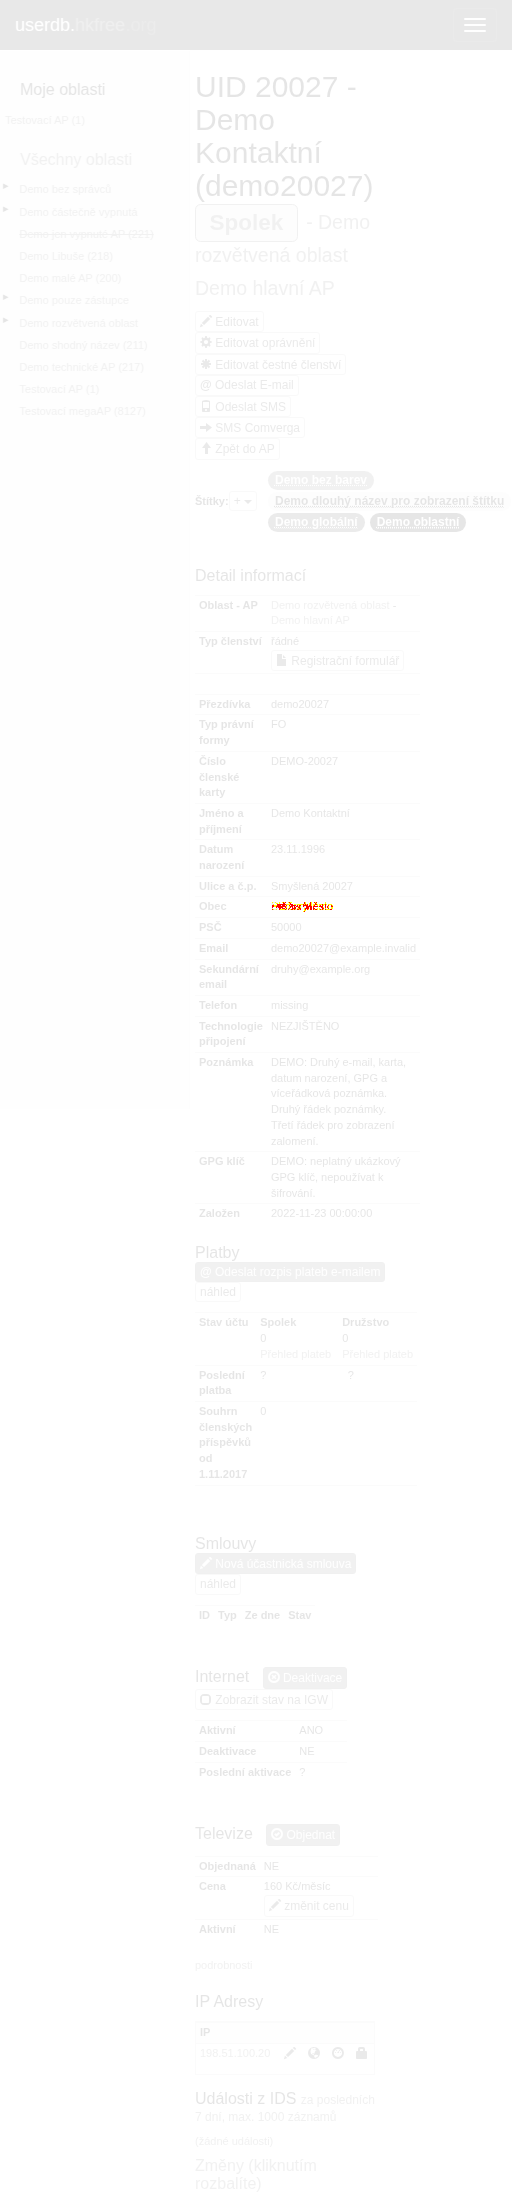 userdb.hkfree.org
Moje oblasti
Testovací AP (1)
Všechny oblasti
Demo bez správců
Demo částečně vypnutá
Demo jen vypnuté AP (221)
Demo Libuše (218)
Demo malá AP (200)
Demo pouze zástupce
Demo rozvětvená oblast
Demo shodný název (211)
Demo technické AP (217)
Testovací AP (1)
Testovací megaAP (8127)
UID 20027 -
Demo
Kontaktní
(demo20027)
Spolek - Demo
rozvětvená oblast
Demo hlavní AP
Editovat
Editovat oprávnění
Editovat čestné členství
@ Odeslat E-mail
Odeslat SMS
SMS Comverga
Zpět do AP
Štítky: +
Demo bez barev
Demo dlouhý název pro zobrazení štítku
Demo globální Demo oblastní
Detail informací
Oblast - AP Demo rozvětvená oblast -
Demo hlavní AP
Typ členství řádné
Registrační formulář
Přezdívka demo20027
Typ právní FO
formy
Číslo DEMO-20027
členské
karty
Jméno a Demo Kontaktní
příjmení
Datum 23.11.1996
narození
Ulice a č.p. Smyšlená 20027
Obec
PSČ 50000
Email demo20027@example.invalid
Sekundární druhy@example.org
email
Telefon missing
Technologie NEZJIŠTĚNO
připojení
Poznámka DEMO: Druhý e-mail, karta,
datum narození, GPG a
víceřádková poznámka.
Druhý řádek poznámky.
Třetí řádek pro zobrazení
zalomení.
GPG klíč DEMO: neplatný ukázkový
GPG klíč, nepoužívat k
šifrování.
Založen 2022-11-23 00:00:00
Platby
@ Odeslat rozpis plateb e-mailem
náhled
Stav účtu Spolek Družstvo
0 0
Přehled plateb Přehled plateb
Poslední ? ?
platba
Souhrn 0
členských
příspěvků
od
1.11.2017
Smlouvy
Nová účastnická smlouva
náhled
ID Typ Ze dne Stav
Internet Deaktivace
Zobrazit stav na IGW
Aktivní ANO
Deaktivace NE
Poslední aktivace ?
Televize Objednat
Objednaná NE
Cena 160 Kč/měsíc
změnit cenu
Aktivní NE
podrobnosti
IP Adresy
IP
198.51.100.20
Události z IDS za posledních
7 dní, max. 1000 záznamů
(žádné události)
Změny (kliknutím
rozbalíte)